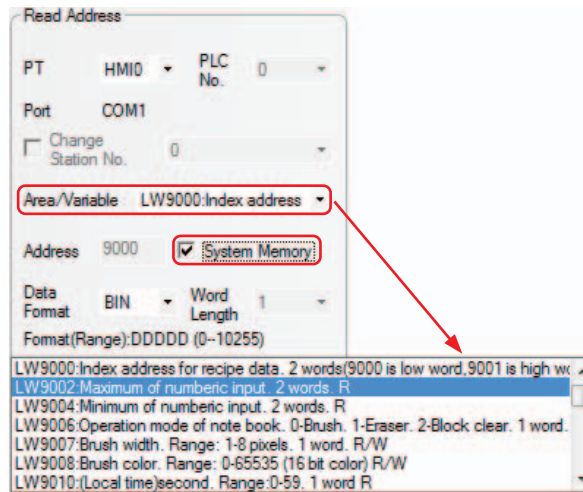 Read Address
PT HMI0 PLC No. 0
Port COM1
Change Station No. 0
Area/Variable LW9000:Index address
Address 9000 System Memory
Data Format BIN Word Length 1
Format(Range):DDDDD (0--10255)
LW9000:Index address for recipe data. 2 words(9000 is low word,9001 is high
LW9002:Maximum of numberic input. 2 words. R
LW9004:Minimum of numberic input. 2 words. R
LW9006:Operation mode of note book. 0-Brush. 1-Eraser. 2-Block clear. 1 word.
LW9007:Brush width. Range: 1-8 pixels. 1 word. R/W
LW9008:Brush color. Range: 0-65535 (16 bit color) R/W
LW9010:(Local time)second. Range:0-59. 1 word R